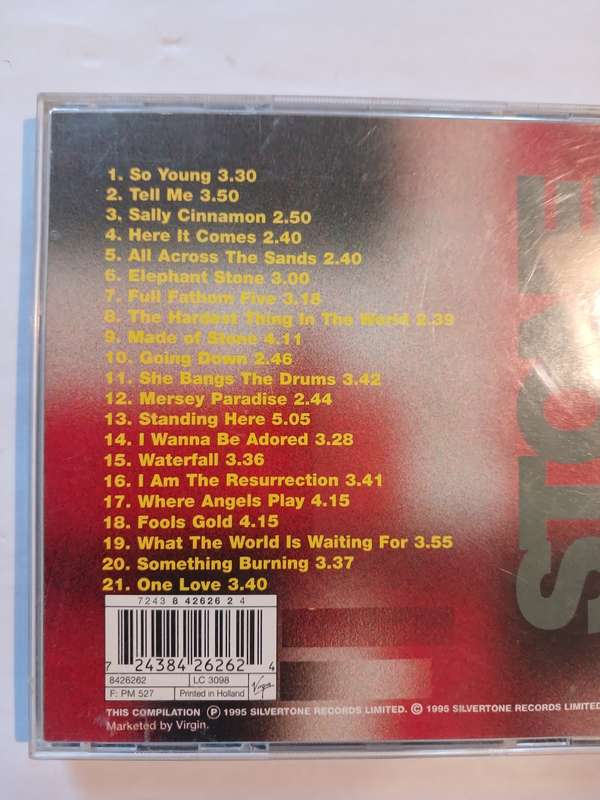 1. So Young 3.30
2. Tell Me 3.50
3. Sally Cinnamon 2.50
4. Here It Comes 2.40
5. All Across The Sands 2.40
6. Elephant Stone 3.00
7. Full Fathom Five 3.18
8. The Hardest Thing In The World 2.39
9. Made of Stone 4.11
10. Going Down 2.46
11. She Bangs The Drums 3.42
12. Mersey Paradise 2.44
13. Standing Here 5.05
14. I Wanna Be Adored 3.28
15. Waterfall 3.36
16. I Am The Resurrection 3.41
17. Where Angels Play 4.15
18. Fools Gold 4.15
19. What The World Is Waiting For 3.55
20. Something Burning 3.37
21. One Love 3.40
STONE
7243 8 42626 2 4
7 24384 26262 4
8426262 LC 3098
F: PM 527 Printed in Holland Virgin
THIS COMPILATION Ⓟ 1995 SILVERTONE RECORDS LIMITED. © 1995 SILVERTONE RECORDS LIMITED
Marketed by Virgin.